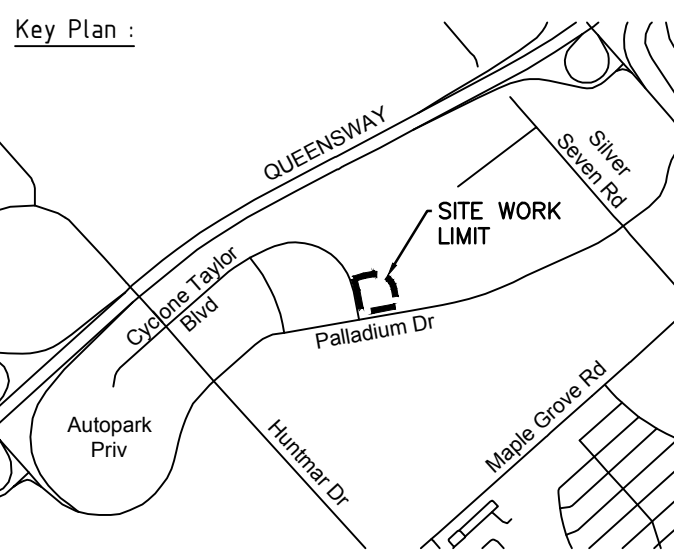 Key Plan :
QUEENSWAY
Silver
Seven Rd
SITE WORK
LIMIT
Cyclone Taylor
Blvd
Palladium Dr
Autopark
Priv
Huntmar Dr
Maple Grove Rd